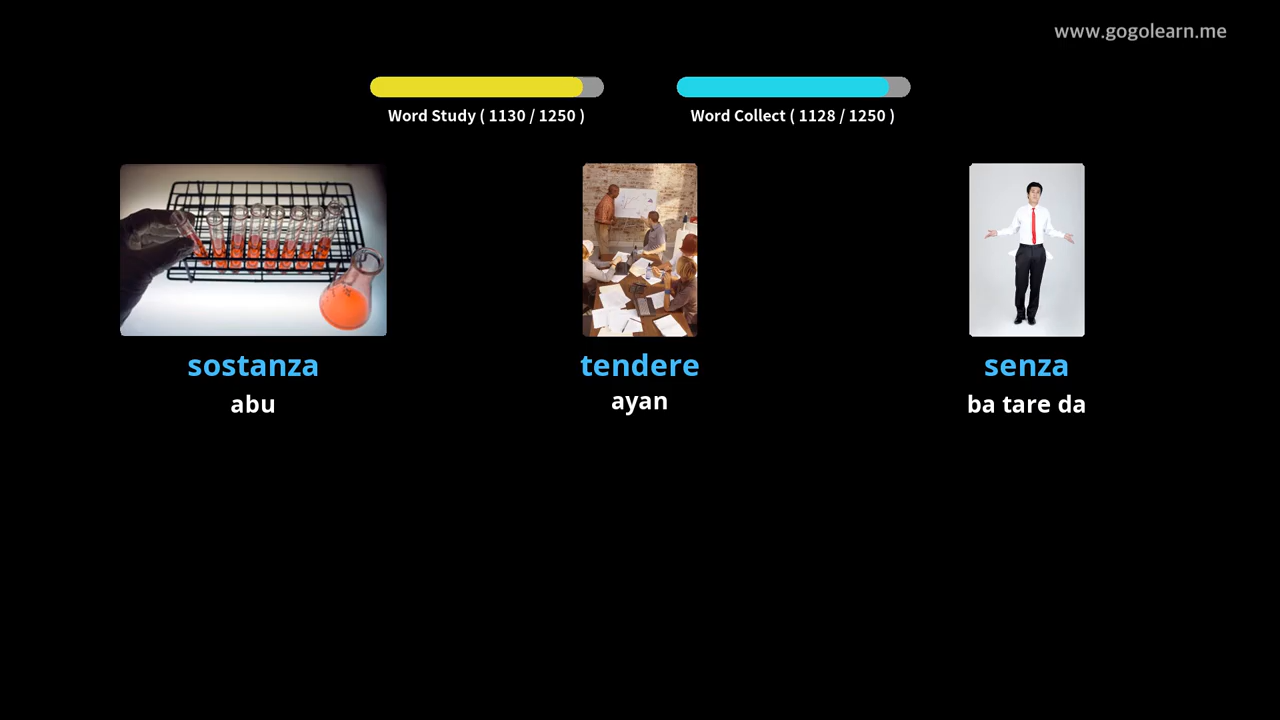 www.gogolearn.me
Word Study ( 1130 / 1250 )
Word Collect ( 1128 / 1250 )
sostanza
abu
tendere
ayan
senza
ba tare da